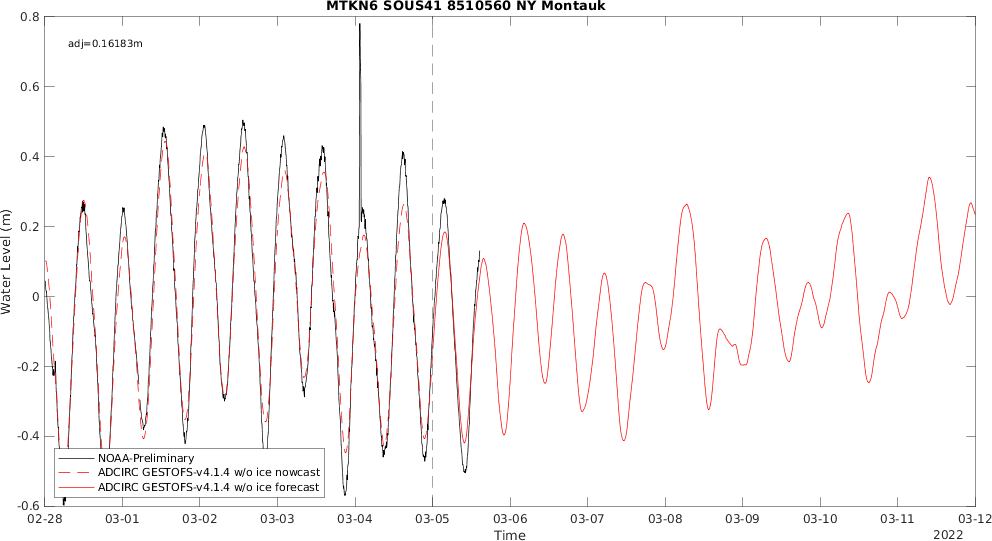 MTKN6 SOUS41 8510560 NY Montauk
adj=0.16183m
Water Level (m)
0.8
0.6
0.4
0.2
0
-0.2
-0.4
-0.6
NOAA-Preliminary
ADCIRC GESTOFS-v4.1.4 w/o ice nowcast
ADCIRC GESTOFS-v4.1.4 w/o ice forecast
02-28 03-01 03-02 03-03 03-04 03-05 03-06 03-07 03-08 03-09 03-10 03-11 03-12
Time
2022